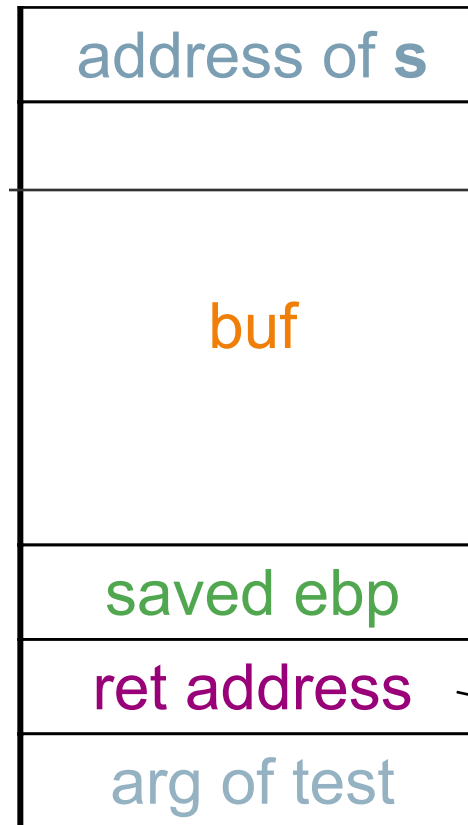 address of s
buf
saved ebp
ret address
arg of test